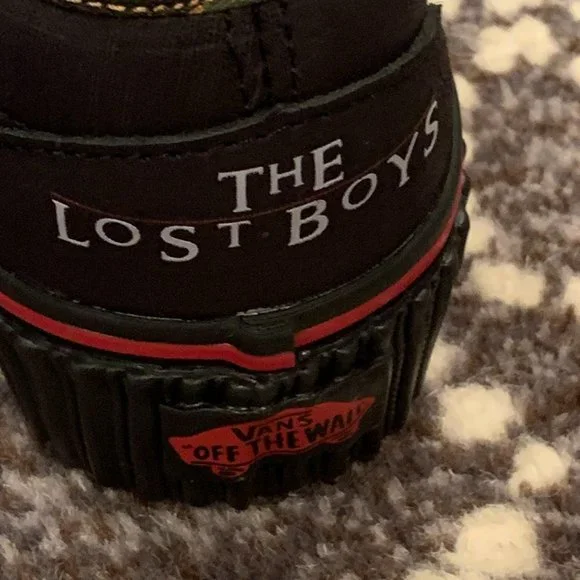 THE
LOST BOYS
VANS
"OFF THE WALL"